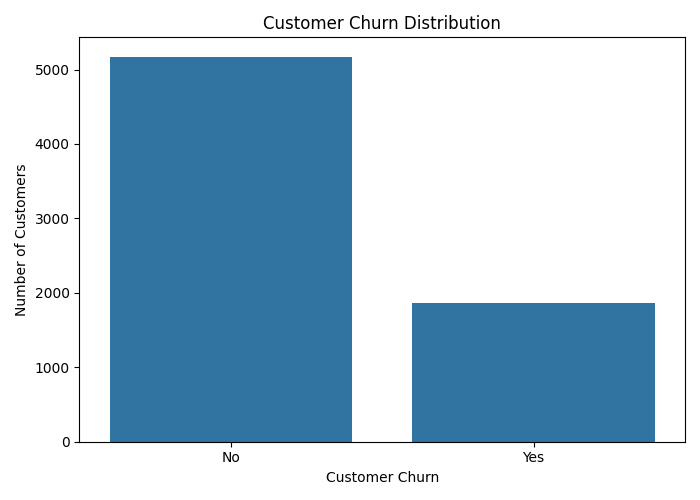 Customer Churn Distribution
Number of Customers
5000
4000
3000
2000
1000
0
No
Yes
Customer Churn